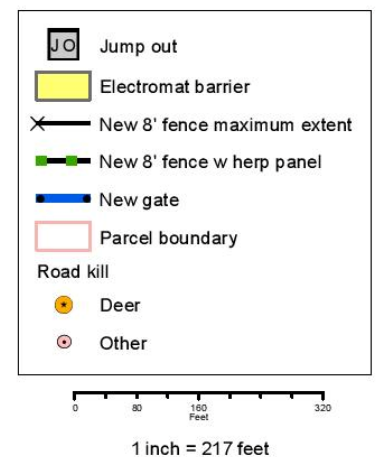 JO Jump out
Electromat barrier
New 8' fence maximum extent
New 8' fence w herp panel
New gate
Parcel boundary
Road kill
Deer
Other
0 80 160 320
Feet
1 inch = 217 feet